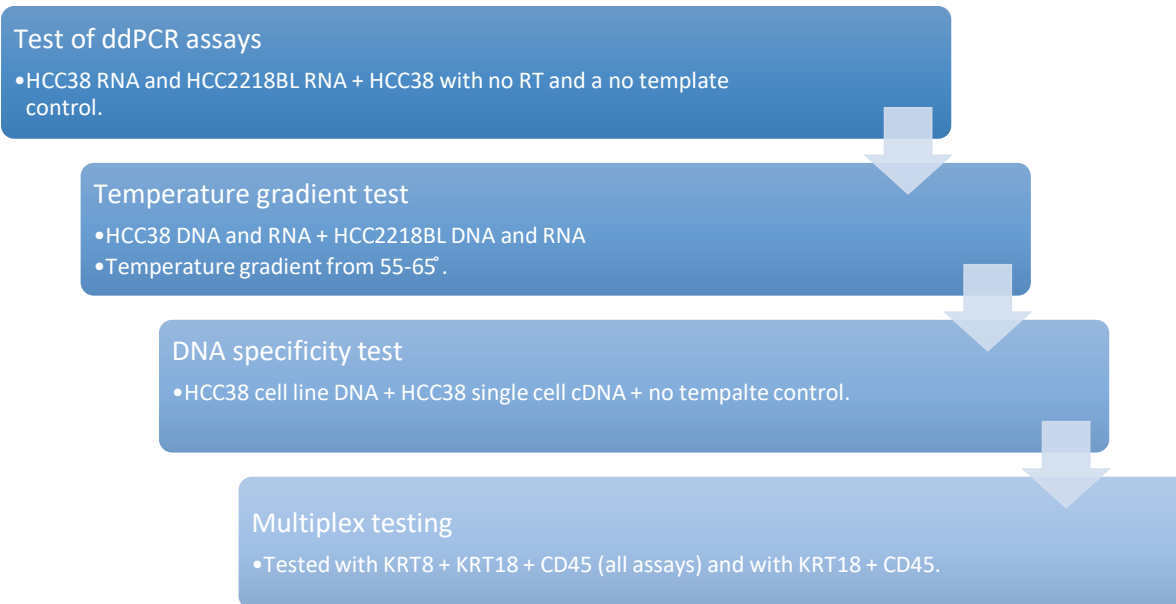 Test of ddPCR assays
•HCC38 RNA and HCC2218BL RNA + HCC38 with no RT and a no template
control.
Temperature gradient test
•HCC38 DNA and RNA + HCC2218BL DNA and RNA
•Temperature gradient from 55-65°.
DNA specificity test
•HCC38 cell line DNA + HCC38 single cell cDNA + no tempalte control.
Multiplex testing
•Tested with KRT8 + KRT18 + CD45 (all assays) and with KRT18 + CD45.